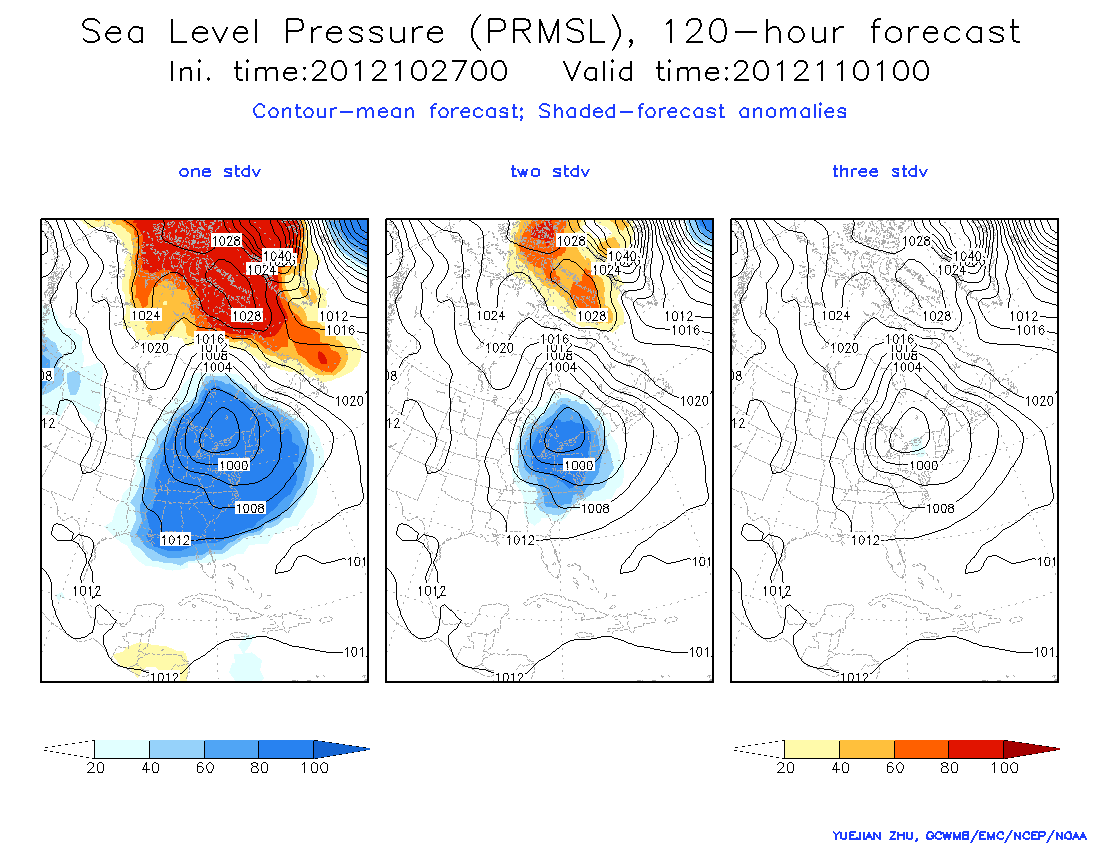 Sea Level Pressure (PRMSL), 120-hour forecast
Ini. time:2012102700 Valid time:2012110100
Contour-mean forecast; Shaded-forecast anomalies
one stdv two stdv three stdv
1028 1028 1028
1040 1040 1040
1024 1024 1024
1024 1028 1012 1024 1028 1012 1024 1028 1012
1016 1016 1016
1016 1016 1016
1020 1012 1020 1012 1020 1012
1008 1008 1008
1004 1004 1004
08 08 08
1020 1020 1020
12 12 12
1000 1000 1000
1008 1008 1008
1012 1012 1012
101 101 101
1012 1012 1012
101 101 101
1012 1012 1012
20 40 60 80 100 20 40 60 80 100
YUEJIAN ZHU, GCWMB/EMC/NCEP/NOAA